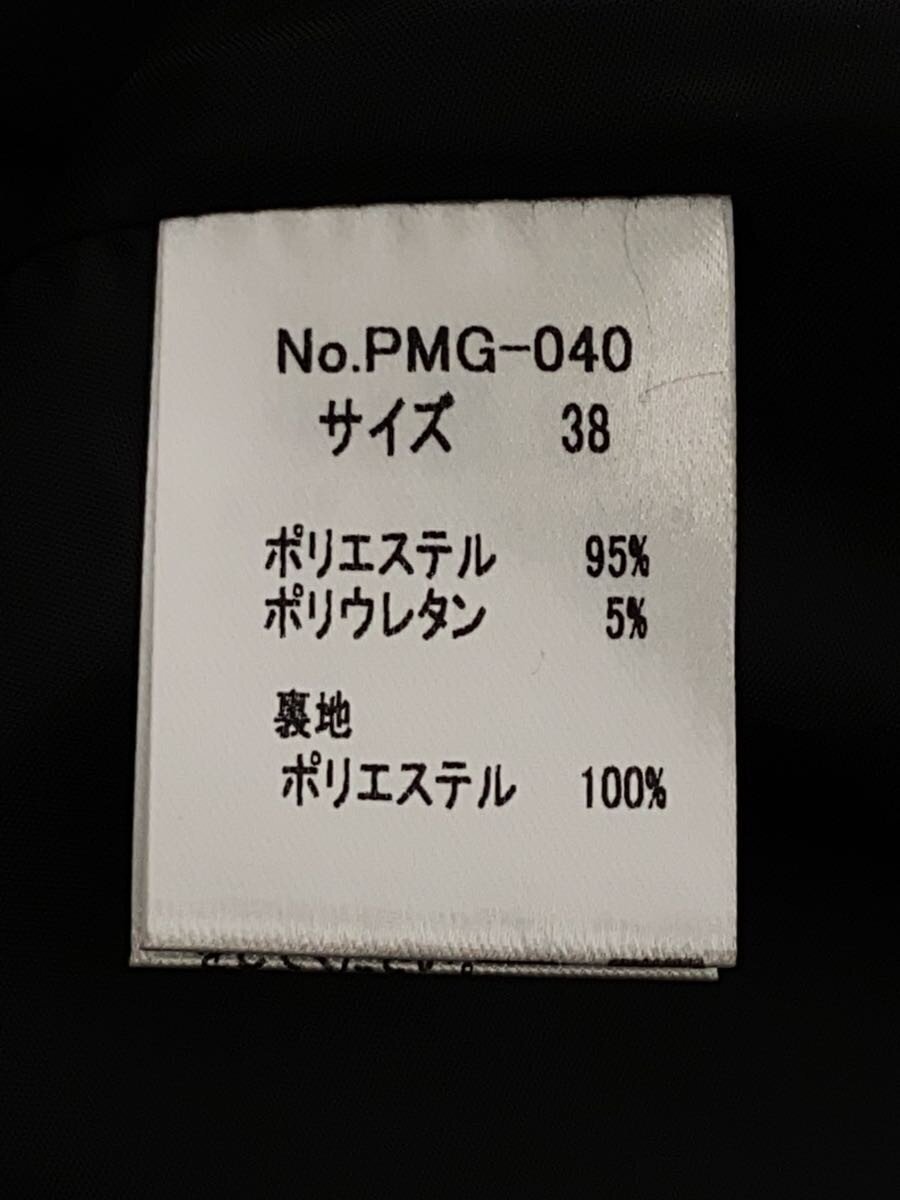 No.PMG-040
サイズ 38
ポリエステル 95%
ポリウレタン 5%
裏地
ポリエステル 100%